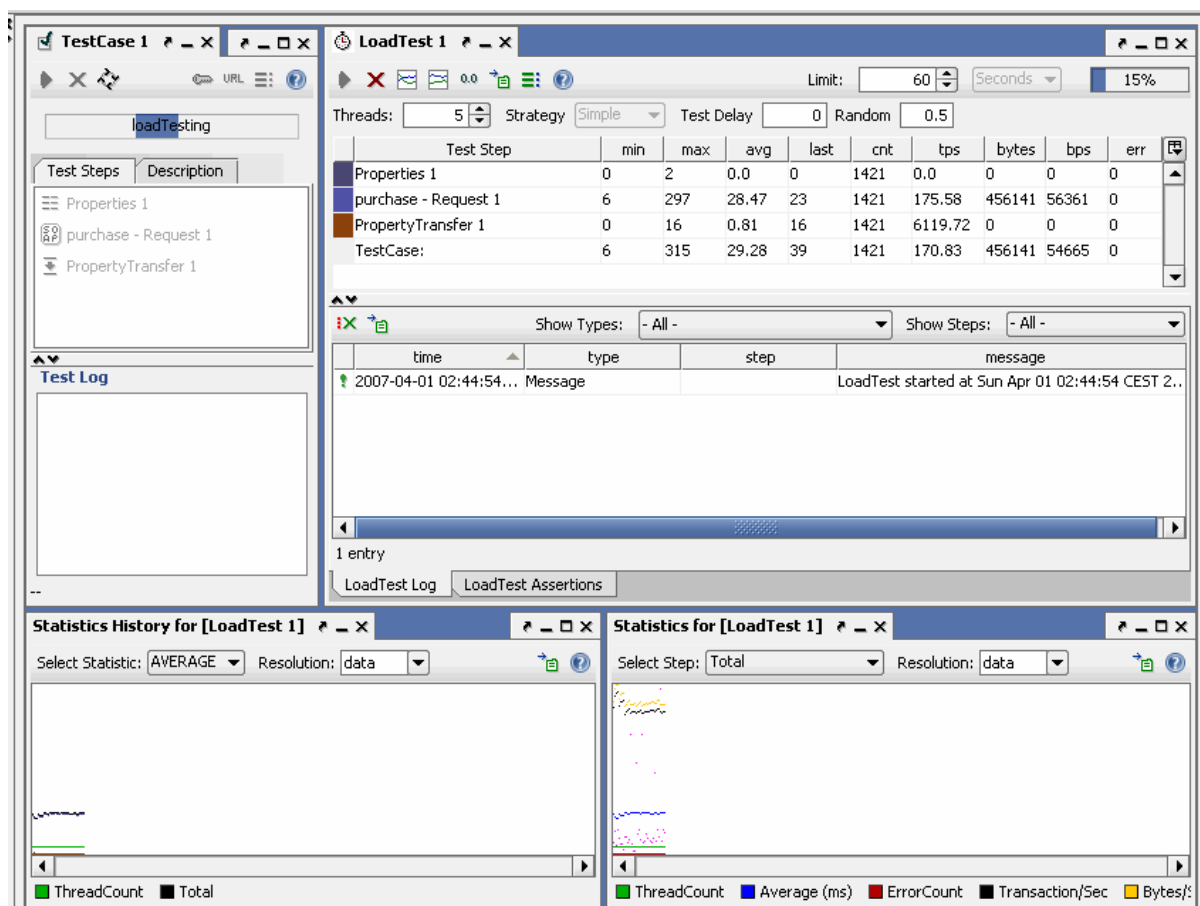 TestCase 1
URL
loadTesting
Test Steps Description
Properties 1
purchase - Request 1
PropertyTransfer 1
Test Log
--
LoadTest 1
0.0 Limit: 60 Seconds 15%
Threads: 5 Strategy Simple Test Delay 0 Random 0.5
Test Step min max avg last cnt tps bytes bps err
Properties 1 0 2 0.0 0 1421 0.0 0 0 0
purchase - Request 1 6 297 28.47 23 1421 175.58 456141 56361 0
PropertyTransfer 1 0 16 0.81 16 1421 6119.72 0 0 0
TestCase: 6 315 29.28 39 1421 170.83 456141 54665 0
Show Types: - All - Show Steps: - All -
time type step message
2007-04-01 02:44:54... Message LoadTest started at Sun Apr 01 02:44:54 CEST 2..
1 entry
LoadTest Log LoadTest Assertions
Statistics History for [LoadTest 1]
Select Statistic: AVERAGE Resolution: data
ThreadCount Total
Statistics for [LoadTest 1]
Select Step: Total Resolution: data
ThreadCount Average (ms) ErrorCount Transaction/Sec Bytes/S